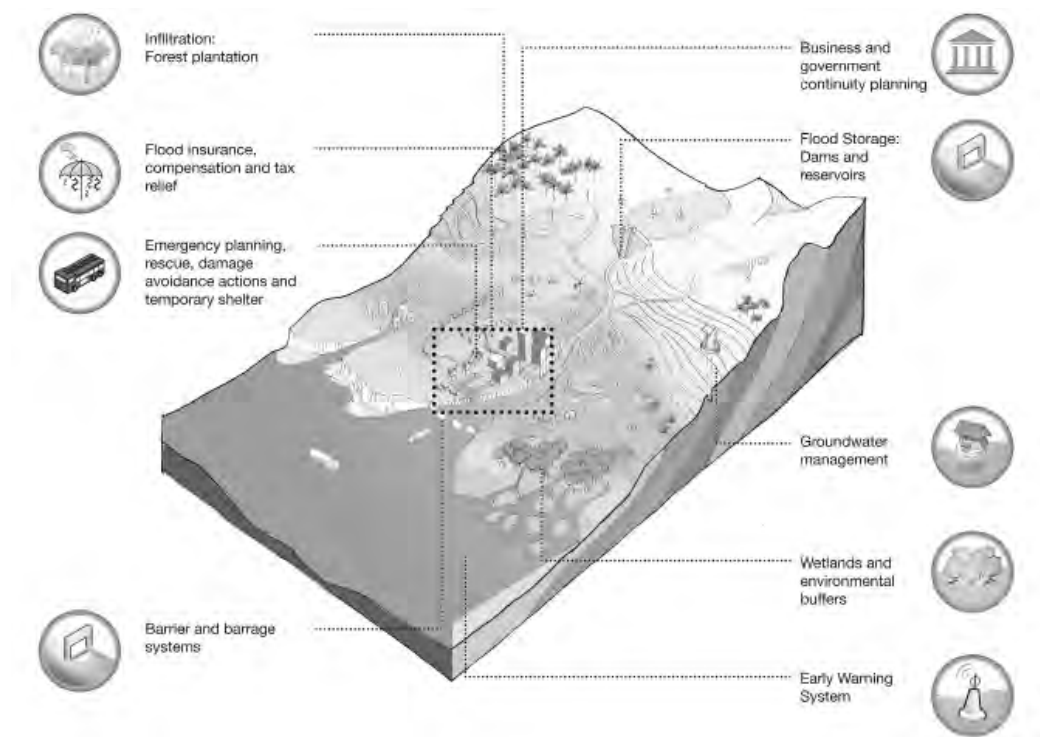 Infiltration:
Forest plantation
Flood insurance,
compensation and tax
relief
Emergency planning,
rescue, damage
avoidance actions and
temporary shelter
Barrier and barrage
systems
Business and
government
continuity planning
Flood Storage:
Dams and
reservoirs
Groundwater
management
Wetlands and
environmental
buffers
Early Warning
System